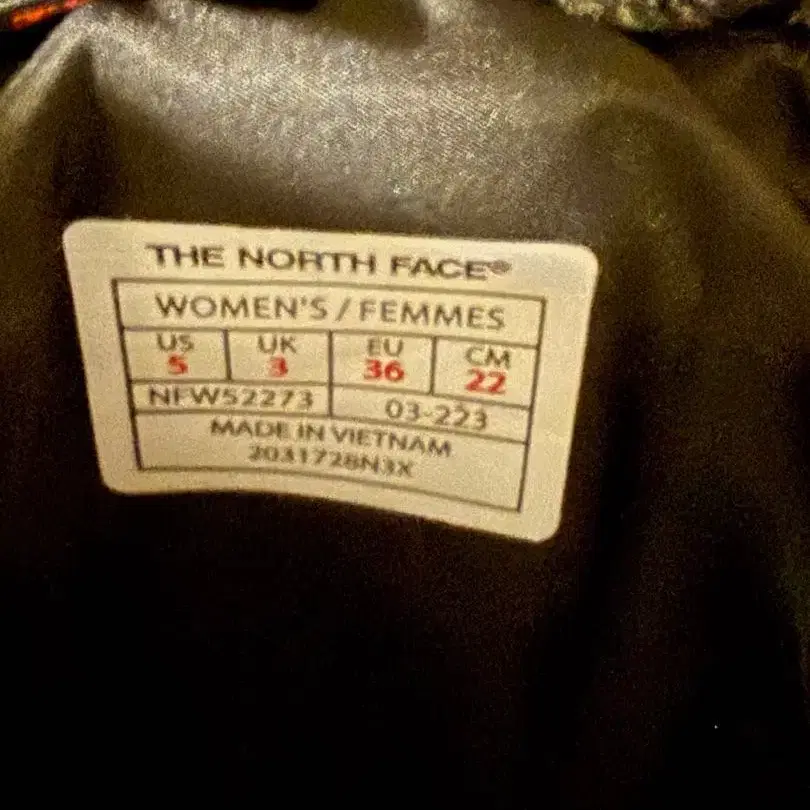 THE NORTH FACE®
WOMEN'S / FEMMES
US UK EU CM
5 3 36 22
NFW52273 03-223
MADE IN VIETNAM
2031728N3X